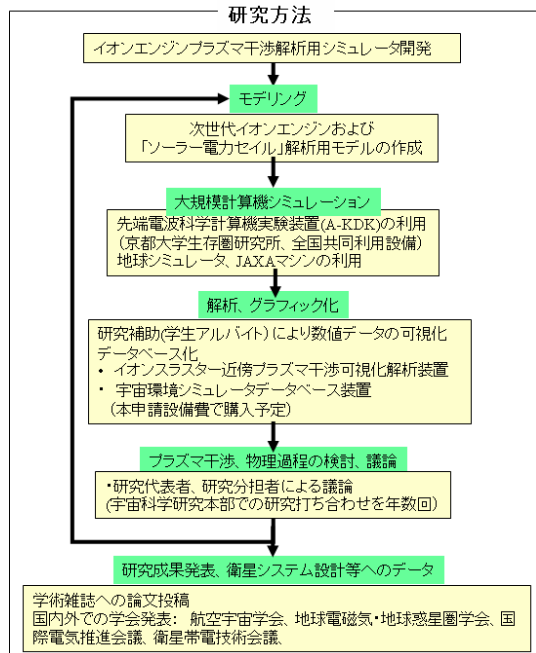 研究方法
イオンエンジンプラズマ干渉解析用シミュレータ開発
モデリング
次世代イオンエンジンおよび
「ソーラー電力セイル」解析用モデルの作成
大規模計算機シミュレーション
先端電波科学計算機実験装置(A-KDK)の利用
(京都大学生存圏研究所、全国共同利用設備)
地球シミュレータ、JAXAマシンの利用
解析、グラフィック化
研究補助(学生アルバイト)により数値データの可視化
データベース化
• イオンスラスター近傍プラズマ干渉可視化解析装置
• 宇宙環境シミュレータデータベース装置
(本申請設備費で購入予定)
プラズマ干渉、物理過程の検討、議論
・研究代表者、研究分担者による議論
(宇宙科学研究本部での研究打ち合わせを年数回)
研究成果発表、衛星システム設計等へのデータ
学術雑誌への論文投稿
国内外での学会発表: 航空宇宙学会、地球電磁気・地球惑星圏学会、国
際電気推進会議、衛星帯電技術会議、